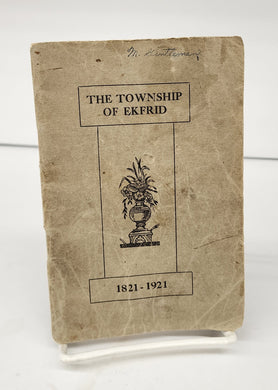 M.
THE TOWNSHIP
OF EKFRID
1821-1921